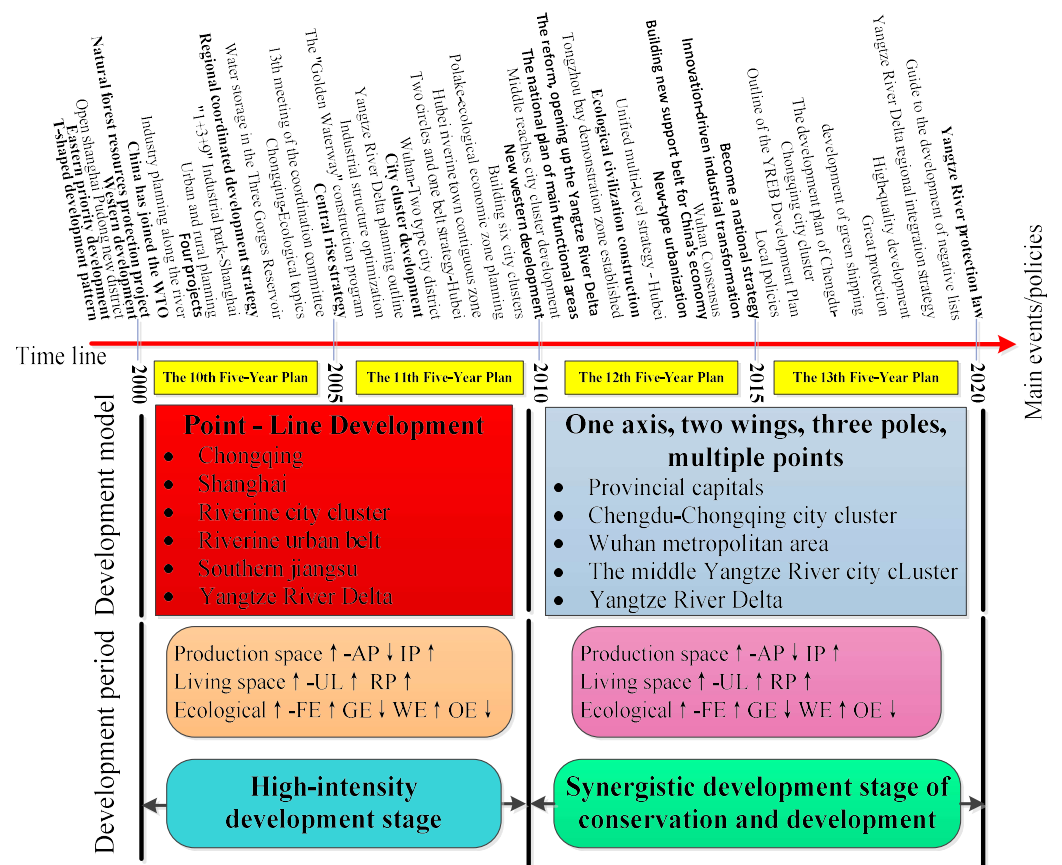 T-shaped development pattern
Eastern priority development
Open shanghai Pudong new district
Western development
Natural forest resources protection project
China has joined the WTO
Industry planning along the river
Four projects
Urban and rural planning
"1+3+9" Industrial park-Shanghai
Regional coordinated development strategy
Water storage in the Three Gorges Reservoir
Chongqing-Ecological topics
13th meeting of the coordination committee
Central rise strategy
The "Golden Waterway" construction program
Industrial structure optimization
Yangtze River Delta planning outline
City cluster development
Wuhan-Two type city district
Two circles and one belt strategy-Hubei
Hubei riverine town contiguous zone
Polake-ecological economic zone planning
Building six city clusters
New western development
Middle reaches city cluster development
The national plan of main functional areas
The reform, opening up the Yangtze River Delta
Tongzhou bay demonstration zone established
Ecological civilization construction
Unified multi-level strategy - Hubei
New-type urbanization
Building new support belt for China's economy
Wuhan Consensus
Innovation-driven industrial transformation
Become a national strategy
Local policies
Outline of the YREB Development Plan
The development plan of Chengdu-
Chongqing city cluster
development of green shipping
Great protection
High-quality development
Yangtze River Delta regional integration strategy
Guide to the development of negative lists
Yangtze River protection law
Main events/policies
Time line
2000
The 10th Five-Year Plan
2005
The 11th Five-Year Plan
2010
The 12th Five-Year Plan
2015
The 13th Five-Year Plan
2020
Development model
Point - Line Development
• Chongqing
• Shanghai
• Riverine city cluster
• Riverine urban belt
• Southern jiangsu
• Yangtze River Delta
One axis, two wings, three poles,
multiple points
• Provincial capitals
• Chengdu-Chongqing city cluster
• Wuhan metropolitan area
• The middle Yangtze River city cLuster
• Yangtze River Delta
Development period
Production space ↑ -AP ↓ IP ↑
Living space ↑ -UL ↑ RP ↑
Ecological ↑ -FE ↑ GE ↓ WE ↑ OE ↓
Production space ↑ -AP ↓ IP ↑
Living space ↑ -UL ↑ RP ↑
Ecological ↑ -FE ↑ GE ↓ WE ↑ OE ↓
High-intensity
development stage
Synergistic development stage of
conservation and development